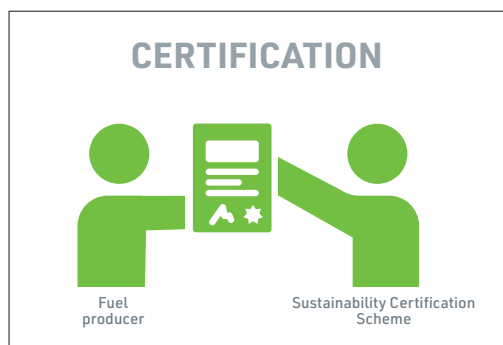 CERTIFICATION
Fuel
producer
Sustainability Certification
Scheme